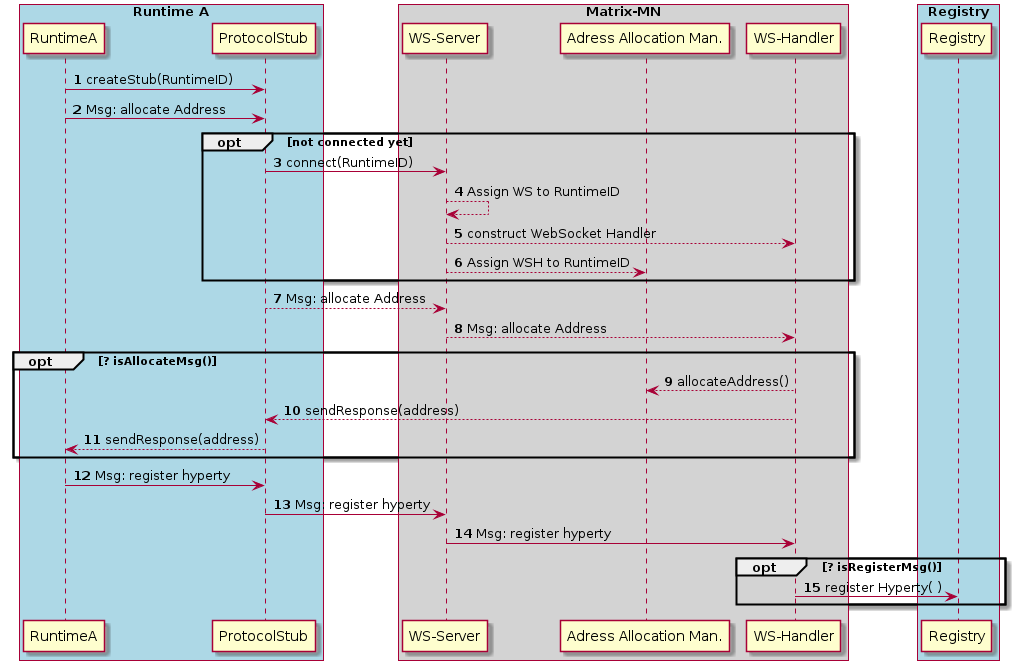 Runtime A
Matrix-MN
Registry
RuntimeA
ProtocolStub
WS-Server
Adress Allocation Man.
WS-Handler
Registry
1 createStub(RuntimeID)
2 Msg: allocate Address
opt [not connected yet]
3 connect(RuntimeID)
4 Assign WS to RuntimeID
5 construct WebSocket Handler
6 Assign WSH to RuntimeID
7 Msg: allocate Address
8 Msg: allocate Address
opt [? isAllocateMsg()]
9 allocateAddress()
10 sendResponse(address)
11 sendResponse(address)
12 Msg: register hyperty
13 Msg: register hyperty
14 Msg: register hyperty
opt [? isRegisterMsg()]
15 register Hyperty( )
RuntimeA
ProtocolStub
WS-Server
Adress Allocation Man.
WS-Handler
Registry